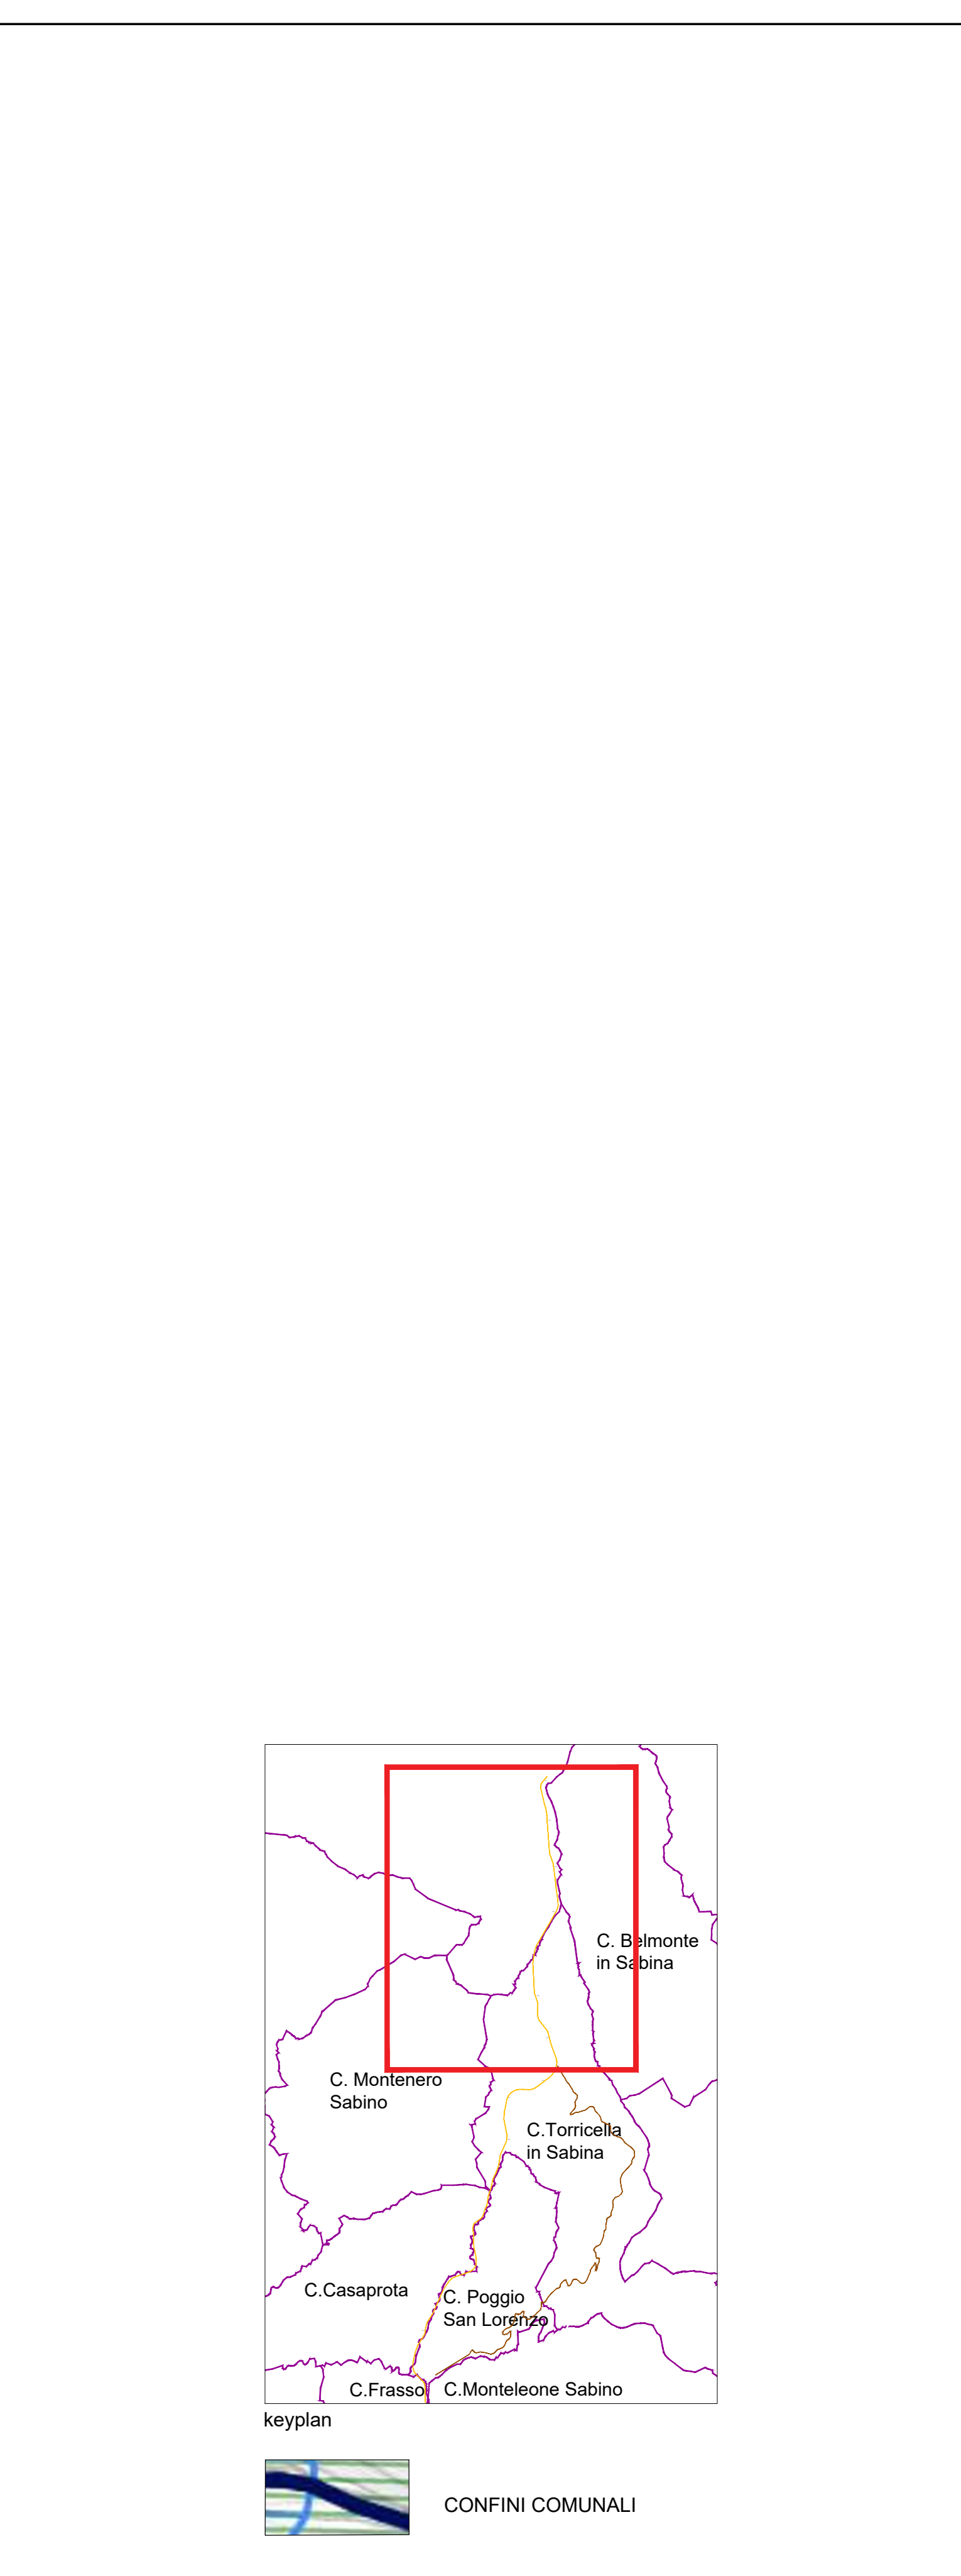 C. Belmonte
in Sabina
C. Montenero
Sabino
C.Torricella
in Sabina
C.Casaprota
C. Poggio
San Lorenzo
C.Frasso
C.Monteleone Sabino
keyplan
CONFINI COMUNALI